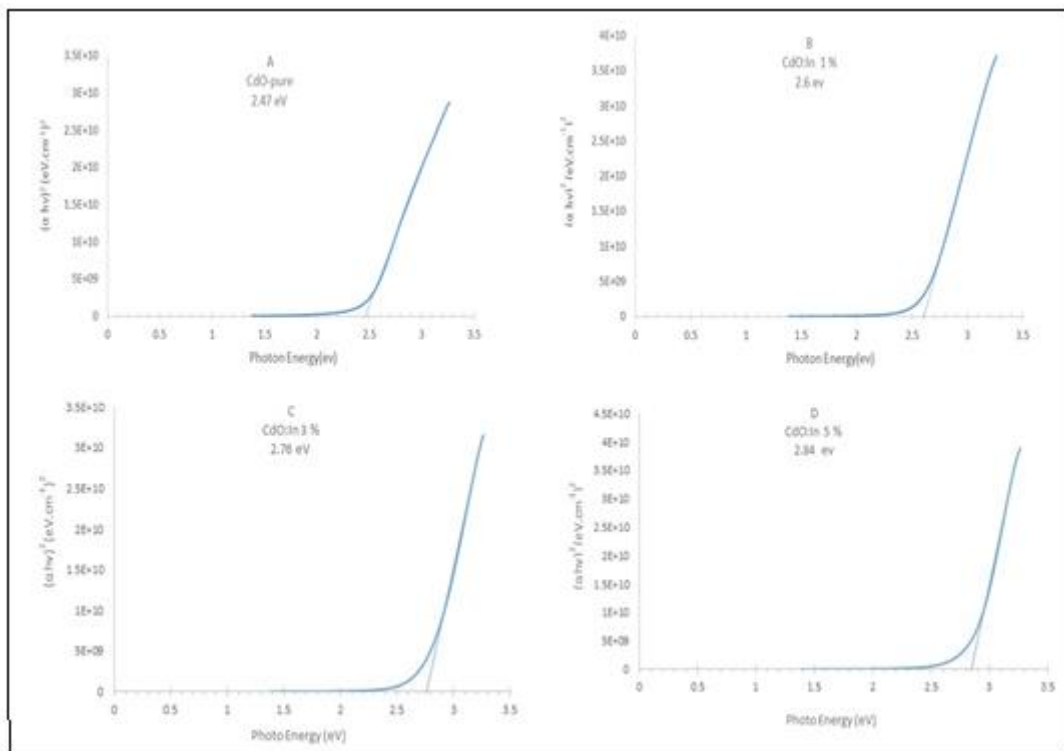 A
CdO-pure
2.47 eV
(α hν)² (eV.cm⁻¹)²
3.5E+10
3E+10
2.5E+10
2E+10
1.5E+10
1E+10
5E+09
0
0 0.5 1 1.5 2 2.5 3 3.5
Photon Energy(ev)
B
CdO:In 1 %
2.6 ev
(α hν)² (eV.cm⁻¹)²
4E+10
3.5E+10
3E+10
2.5E+10
2E+10
1.5E+10
1E+10
5E+09
0
0 0.5 1 1.5 2 2.5 3 3.5
Photon Energy(ev)
C
CdO:In 3 %
2.76 eV
(α hν)² (eV.cm⁻¹)²
3.5E+10
3E+10
2.5E+10
2E+10
1.5E+10
1E+10
5E+09
0
0 0.5 1 1.5 2 2.5 3 3.5
Photo Energy (eV)
D
CdO:In 5 %
2.84 ev
(α hν)² (eV.cm⁻¹)²
4.5E+10
4E+10
3.5E+10
3E+10
2.5E+10
2E+10
1.5E+10
1E+10
5E+09
0
0 0.5 1 1.5 2 2.5 3 3.5
Photo Energy (eV)